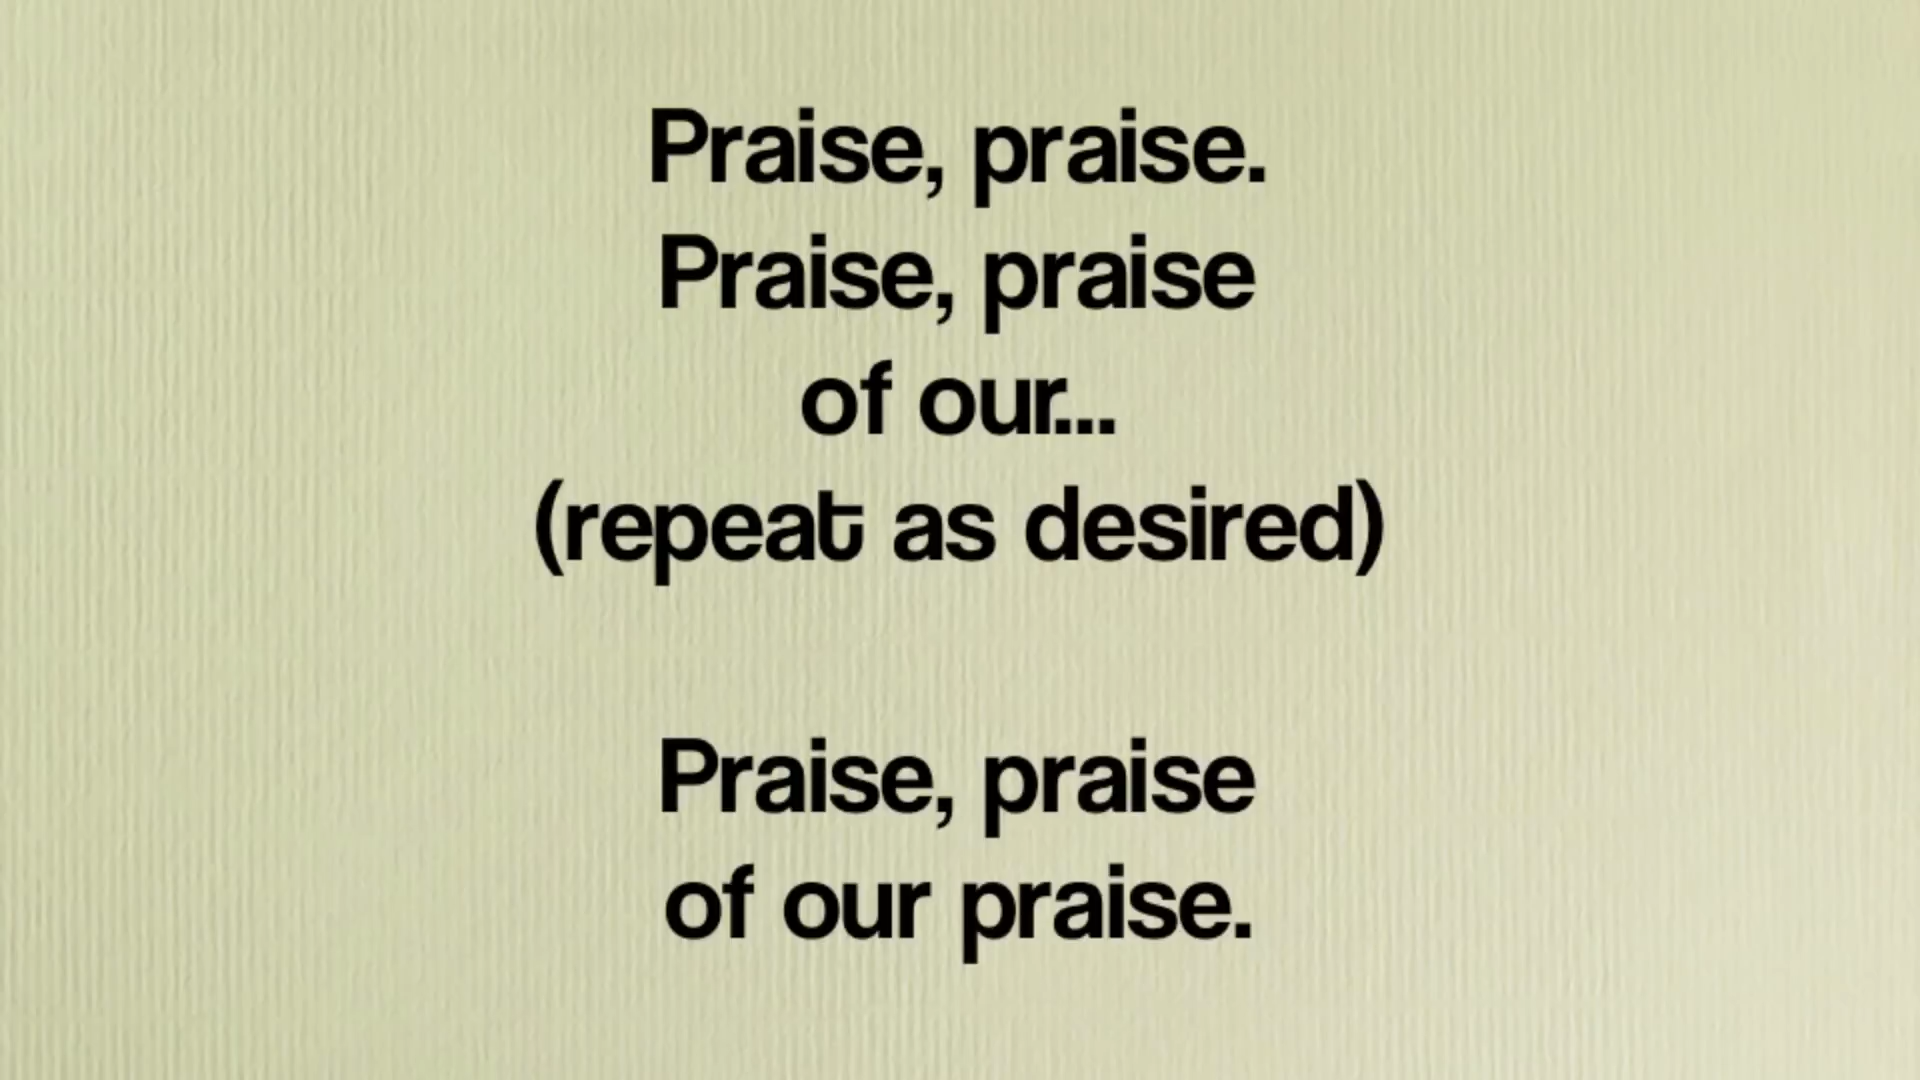 Praise, praise.
Praise, praise
of our...
(repeat as desired)
Praise, praise
of our praise.